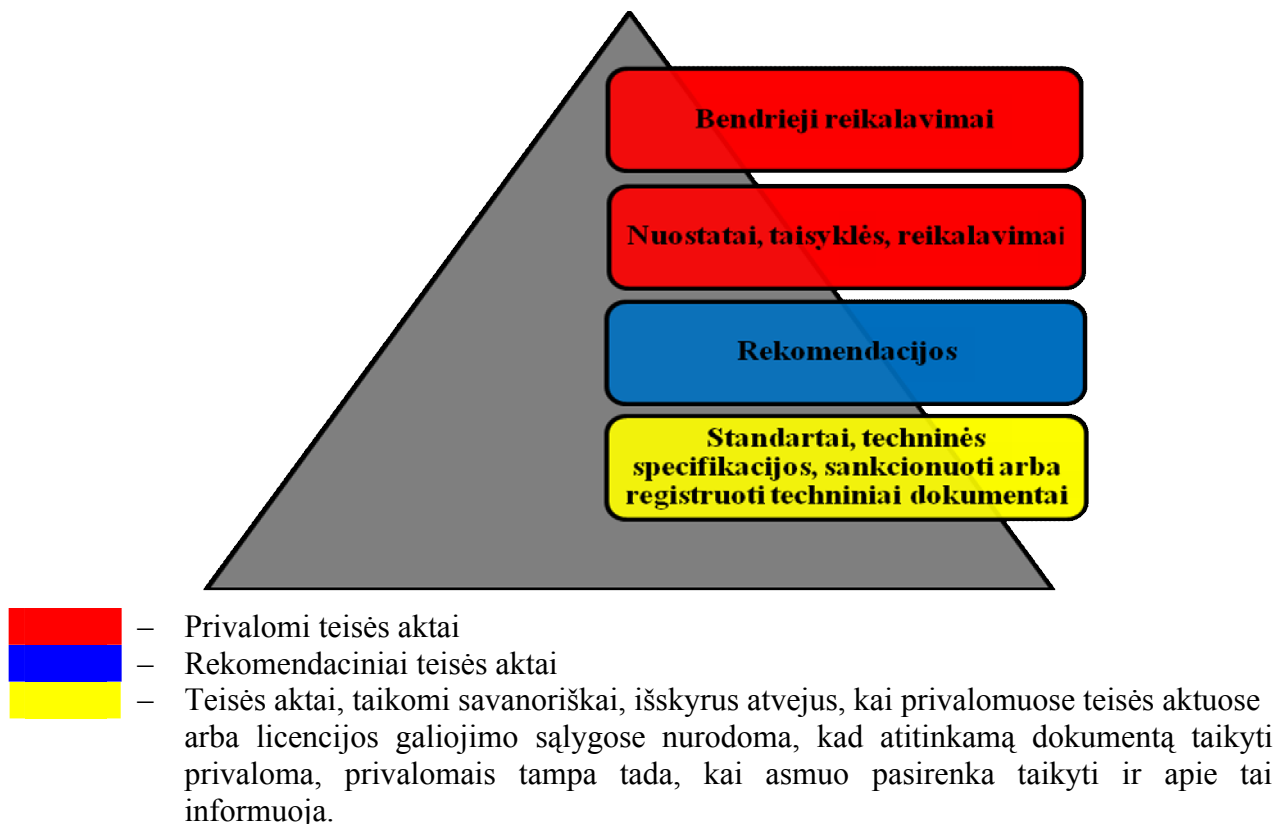 Bendrieji reikalavimai
Nuostatai, taisyklės, reikalavimai
Rekomendacijos
Standartai, techninės
specifikacijos, sankcionuoti arba
registruoti techniniai dokumentai
– Privalomi teisės aktai
– Rekomendaciniai teisės aktai
– Teisės aktai, taikomi savanoriškai, išskyrus atvejus, kai privalomuose teisės aktuose
arba licencijos galiojimo sąlygose nurodoma, kad atitinkamą dokumentą taikyti
privaloma, privalomais tampa tada, kai asmuo pasirenka taikyti ir apie tai
informuoja.